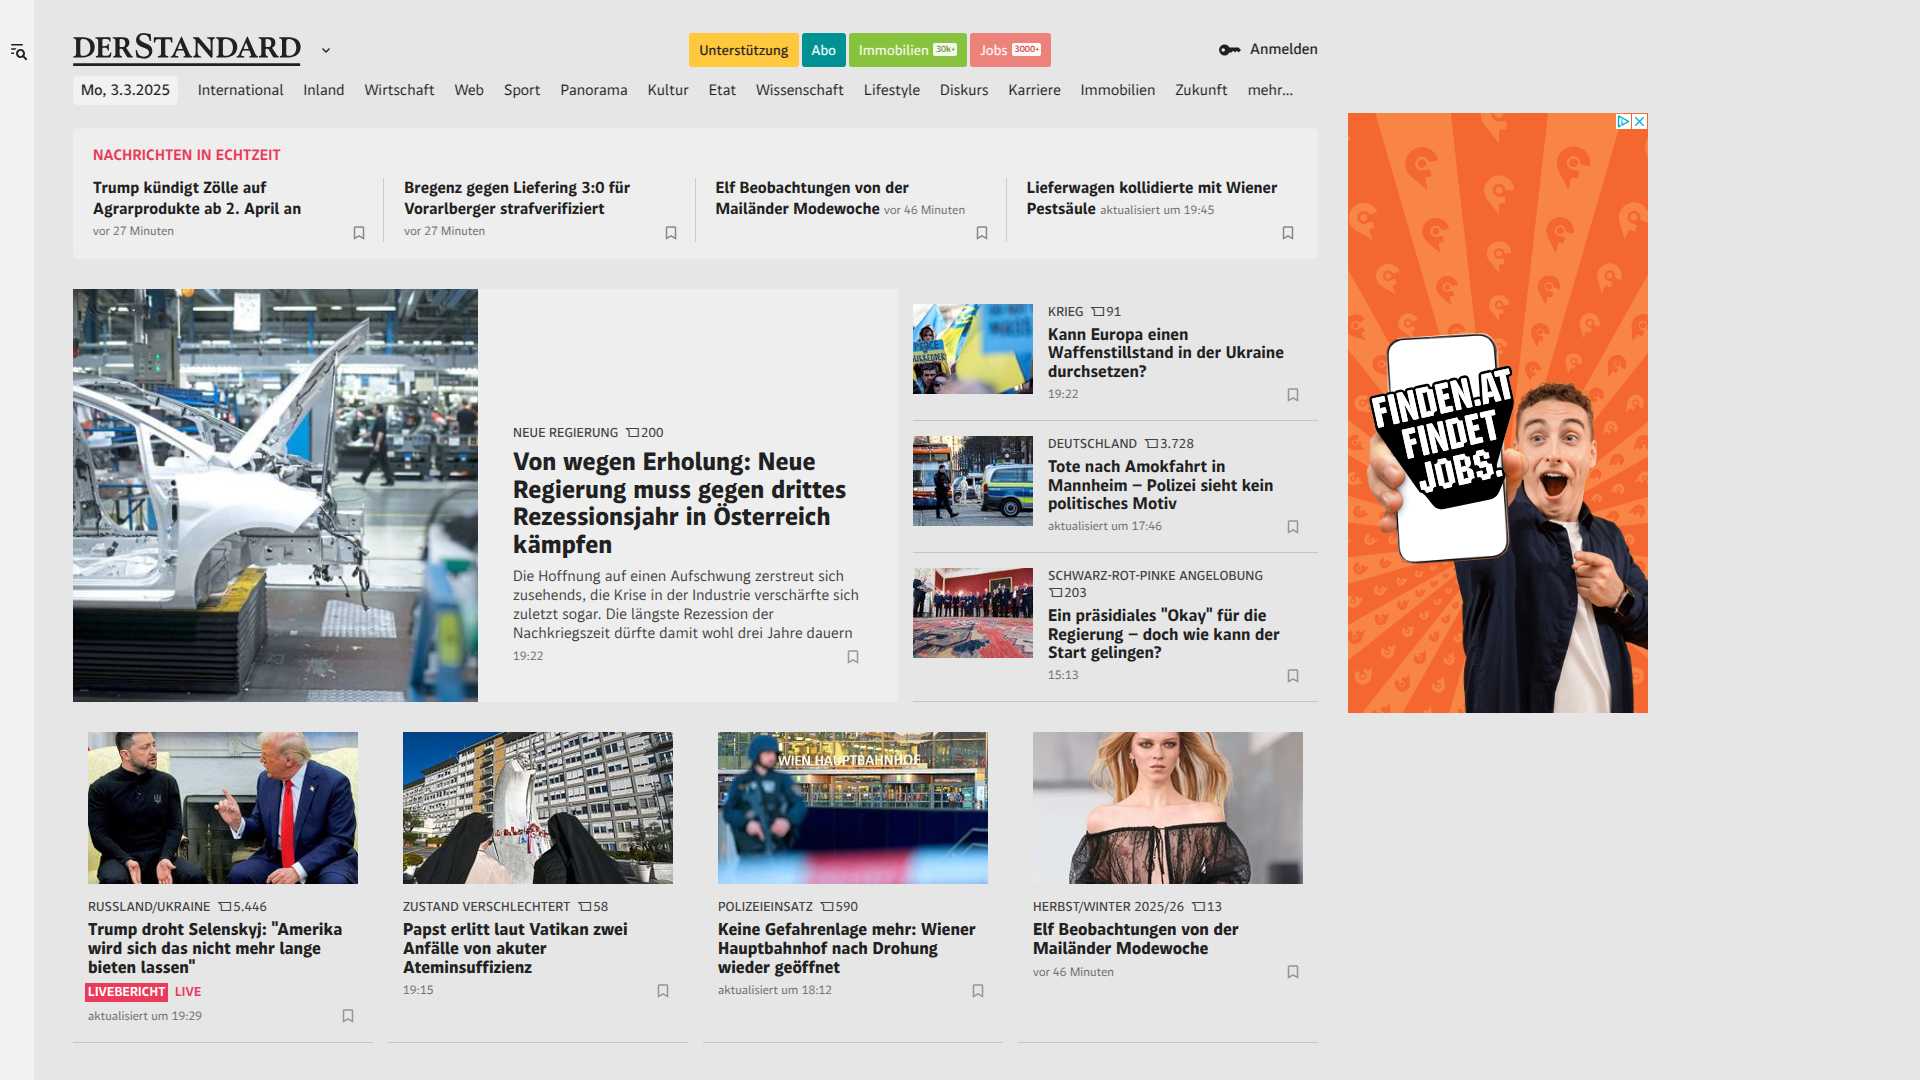 DERSTANDARD
Unterstützung
Abo
Immobilien 30k+
Jobs 3000+
Anmelden
Mo, 3.3.2025
International
Inland
Wirtschaft
Web
Sport
Panorama
Kultur
Etat
Wissenschaft
Lifestyle
Diskurs
Karriere
Immobilien
Zukunft
mehr...
NACHRICHTEN IN ECHTZEIT
Trump kündigt Zölle auf
Agrarprodukte ab 2. April an
vor 27 Minuten
Bregenz gegen Liefering 3:0 für
Vorarlberger strafverifiziert
vor 27 Minuten
Elf Beobachtungen von der
Mailänder Modewoche vor 46 Minuten
Lieferwagen kollidierte mit Wiener
Pestsäule aktualisiert um 19:45
NEUE REGIERUNG 200
Von wegen Erholung: Neue
Regierung muss gegen drittes
Rezessionsjahr in Österreich
kämpfen
Die Hoffnung auf einen Aufschwung zerstreut sich
zusehends, die Krise in der Industrie verschärfte sich
zuletzt sogar. Die längste Rezession der
Nachkriegszeit dürfte damit wohl drei Jahre dauern
19:22
KRIEG 91
Kann Europa einen
Waffenstillstand in der Ukraine
durchsetzen?
19:22
DEUTSCHLAND 3.728
Tote nach Amokfahrt in
Mannheim – Polizei sieht kein
politisches Motiv
aktualisiert um 17:46
SCHWARZ-ROT-PINKE ANGELOBUNG
203
Ein präsidiales "Okay" für die
Regierung – doch wie kann der
Start gelingen?
15:13
FINDEN.AT
FINDET
JOBS.
WIEN HAUPTBAHNHOF
RUSSLAND/UKRAINE 5.446
Trump droht Selenskyj: "Amerika
wird sich das nicht mehr lange
bieten lassen"
LIVEBERICHT LIVE
aktualisiert um 19:29
ZUSTAND VERSCHLECHTERT 58
Papst erlitt laut Vatikan zwei
Anfälle von akuter
Ateminsuffizienz
19:15
POLIZEIEINSATZ 590
Keine Gefahrenlage mehr: Wiener
Hauptbahnhof nach Drohung
wieder geöffnet
aktualisiert um 18:12
HERBST/WINTER 2025/26 13
Elf Beobachtungen von der
Mailänder Modewoche
vor 46 Minuten